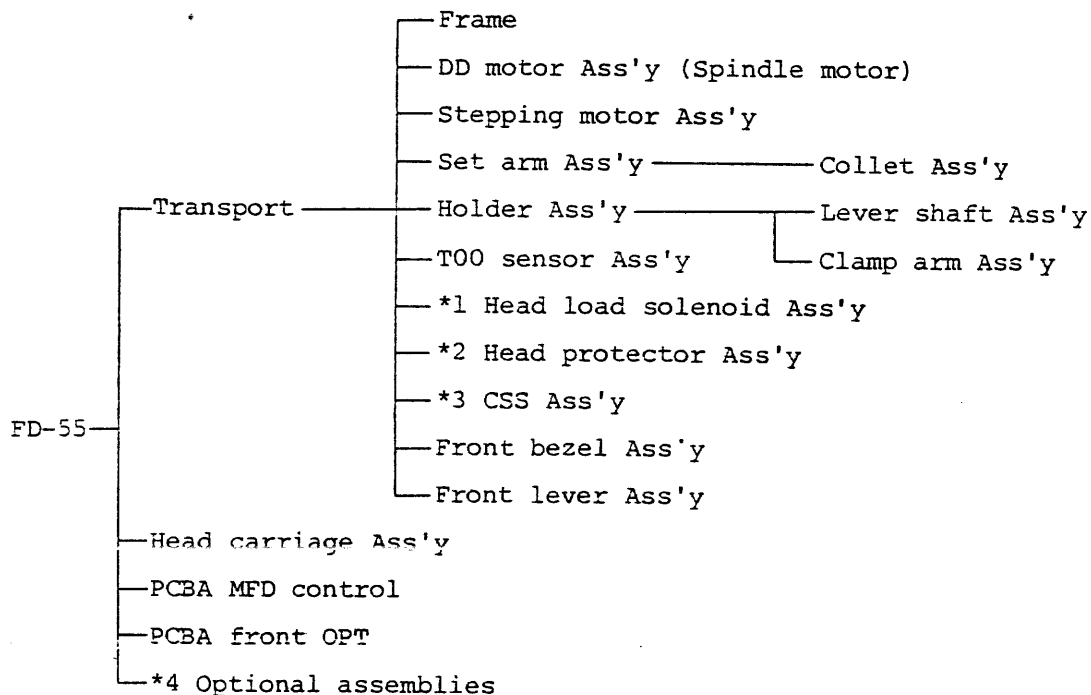 Frame
DD motor Ass'y (Spindle motor)
Stepping motor Ass'y
Set arm Ass'y Collet Ass'y
Transport Holder Ass'y Lever shaft Ass'y
T00 sensor Ass'y Clamp arm Ass'y
*1 Head load solenoid Ass'y
*2 Head protector Ass'y
*3 CSS Ass'y
FD-55
Front bezel Ass'y
Front lever Ass'y
Head carriage Ass'y
PCBA MFD control
PCBA front OPT
*4 Optional assemblies